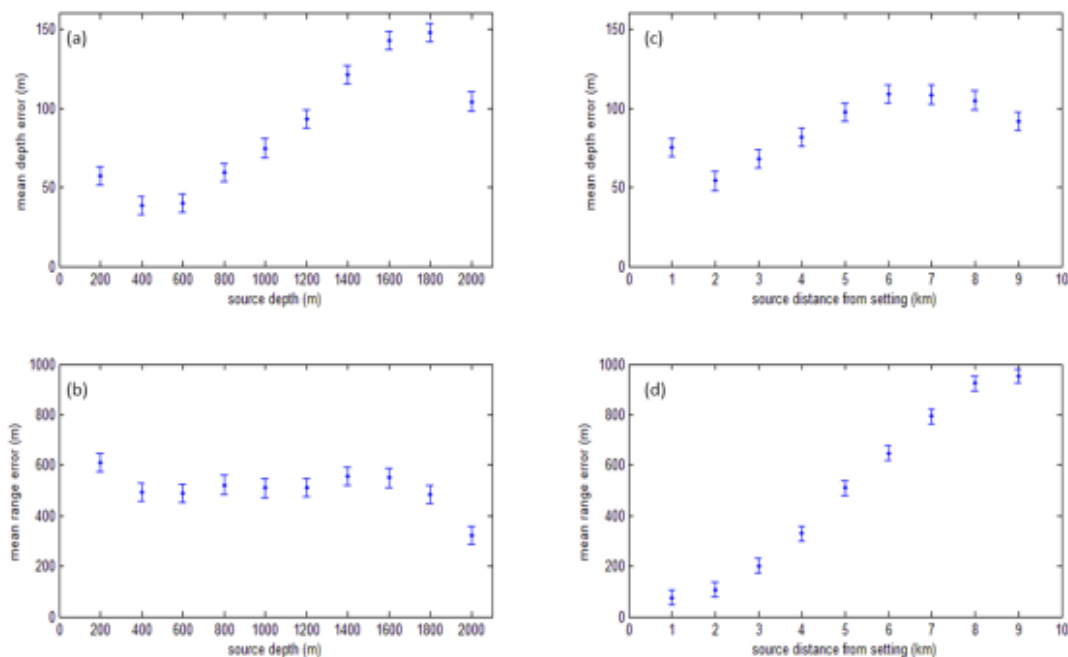 (a)
mean depth error (m)
150
100
50
0
0 200 400 600 800 1000 1200 1400 1600 1800 2000
source depth (m)
(c)
mean depth error (m)
150
100
50
0
0 1 2 3 4 5 6 7 8 9 10
source distance from setting (km)
(b)
mean range error (m)
1000
800
600
400
200
0
0 200 400 600 800 1000 1200 1400 1600 1800 2000
source depth (m)
(d)
mean range error (m)
1000
800
600
400
200
0
0 1 2 3 4 5 6 7 8 9 10
source distance from setting (km)